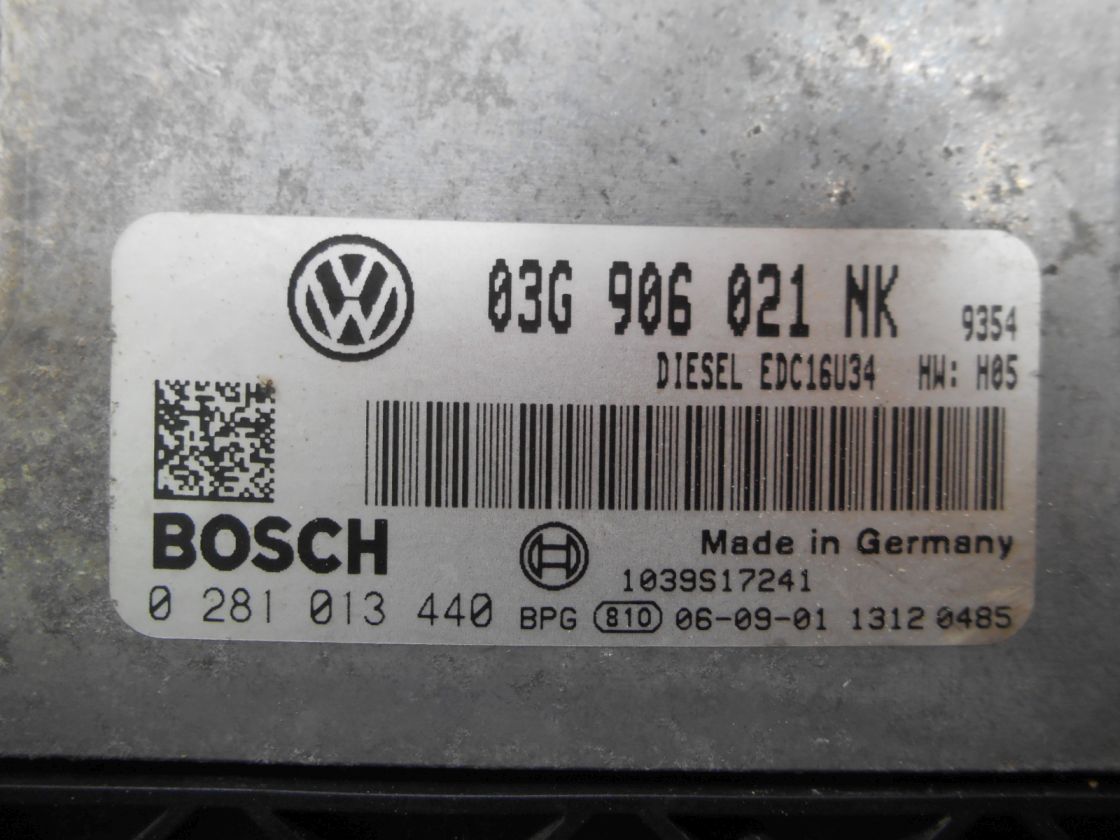 03G 906 021 NK 9354
DIESEL EDC16U34 HW: H05
BOSCH
Made in Germany
1039S17241
0 281 013 440 BPG 810 06-09-01 1312 0485